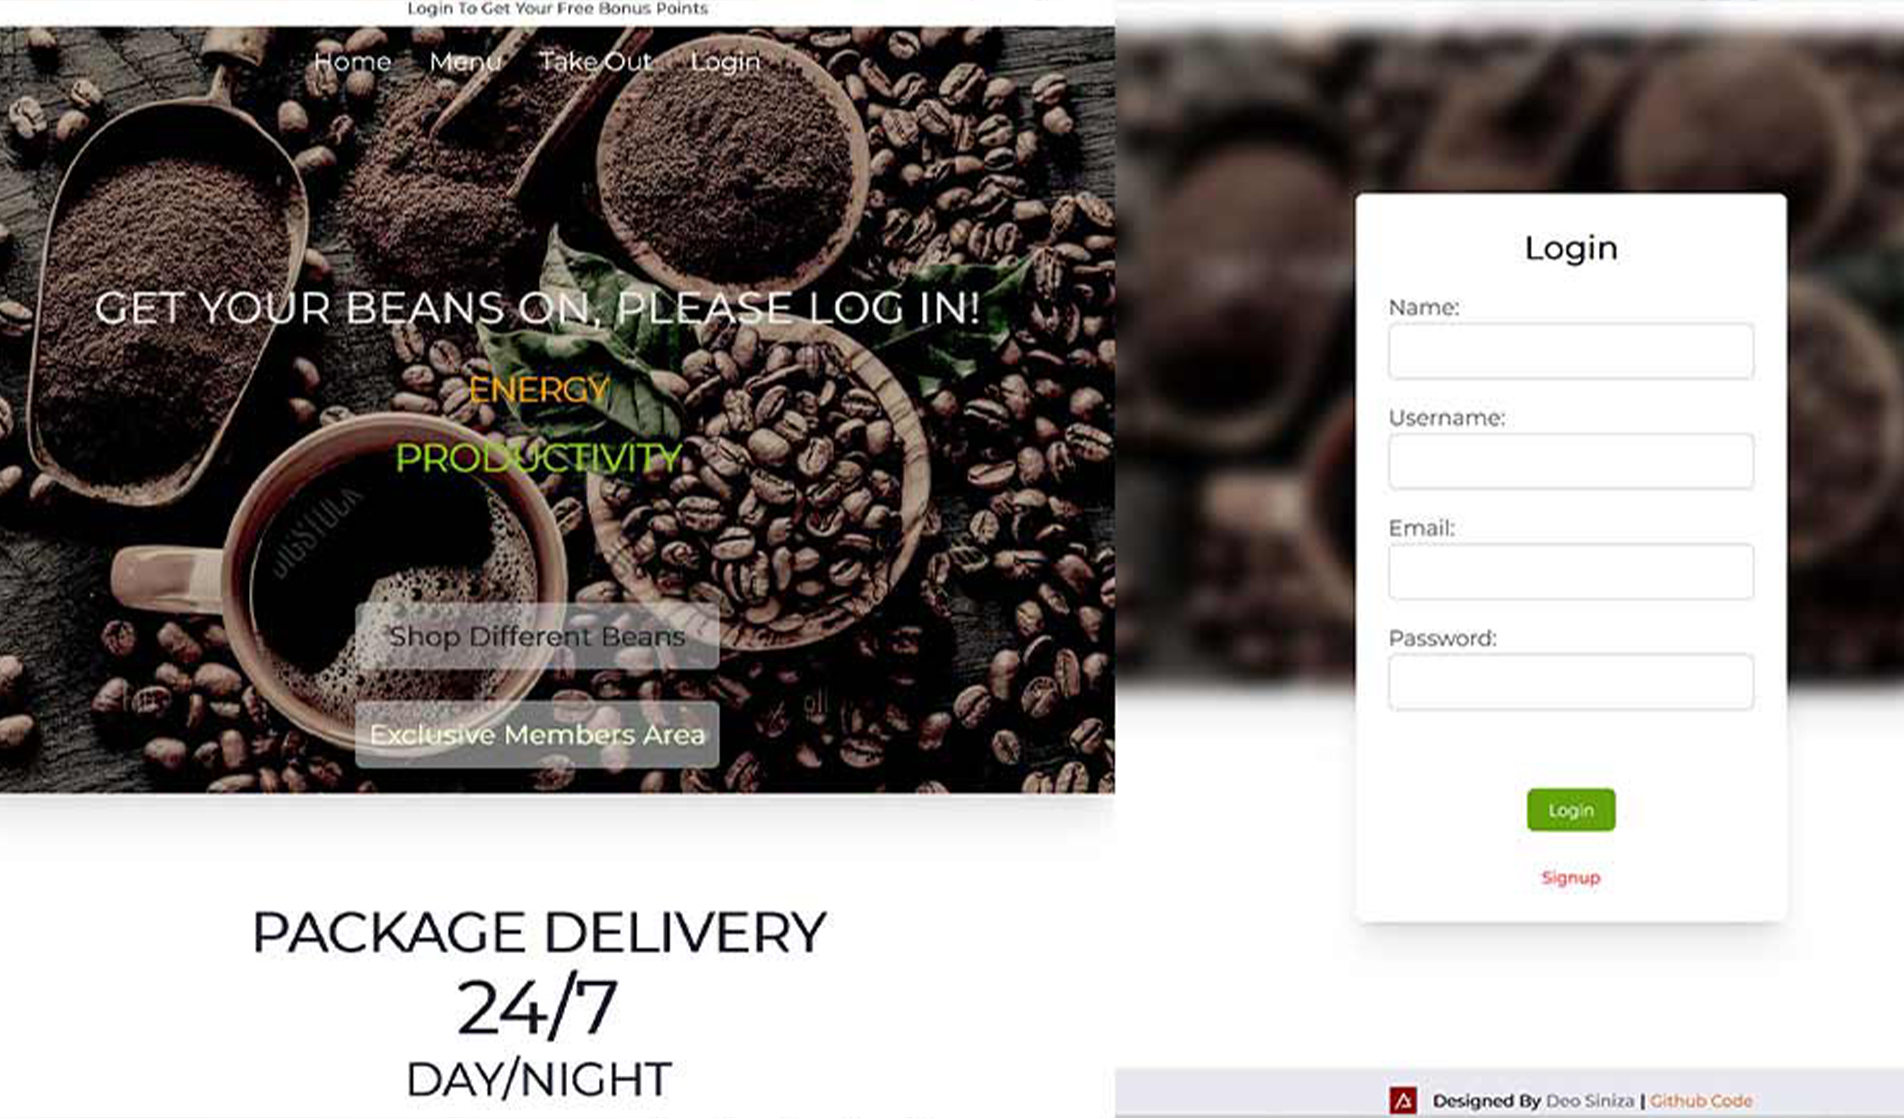 Login To Get Your Free Bonus Points
Home Menu Take Out Login
GET YOUR BEANS ON, PLEASE LOG IN!
ENERGY
PRODUCTIVITY
Shop Different Beans
Exclusive Members Area
PACKAGE DELIVERY
24/7
DAY/NIGHT
Login
Name:
Username:
Email:
Password:
Login
Signup
Designed By Deo Siniza | Github Code